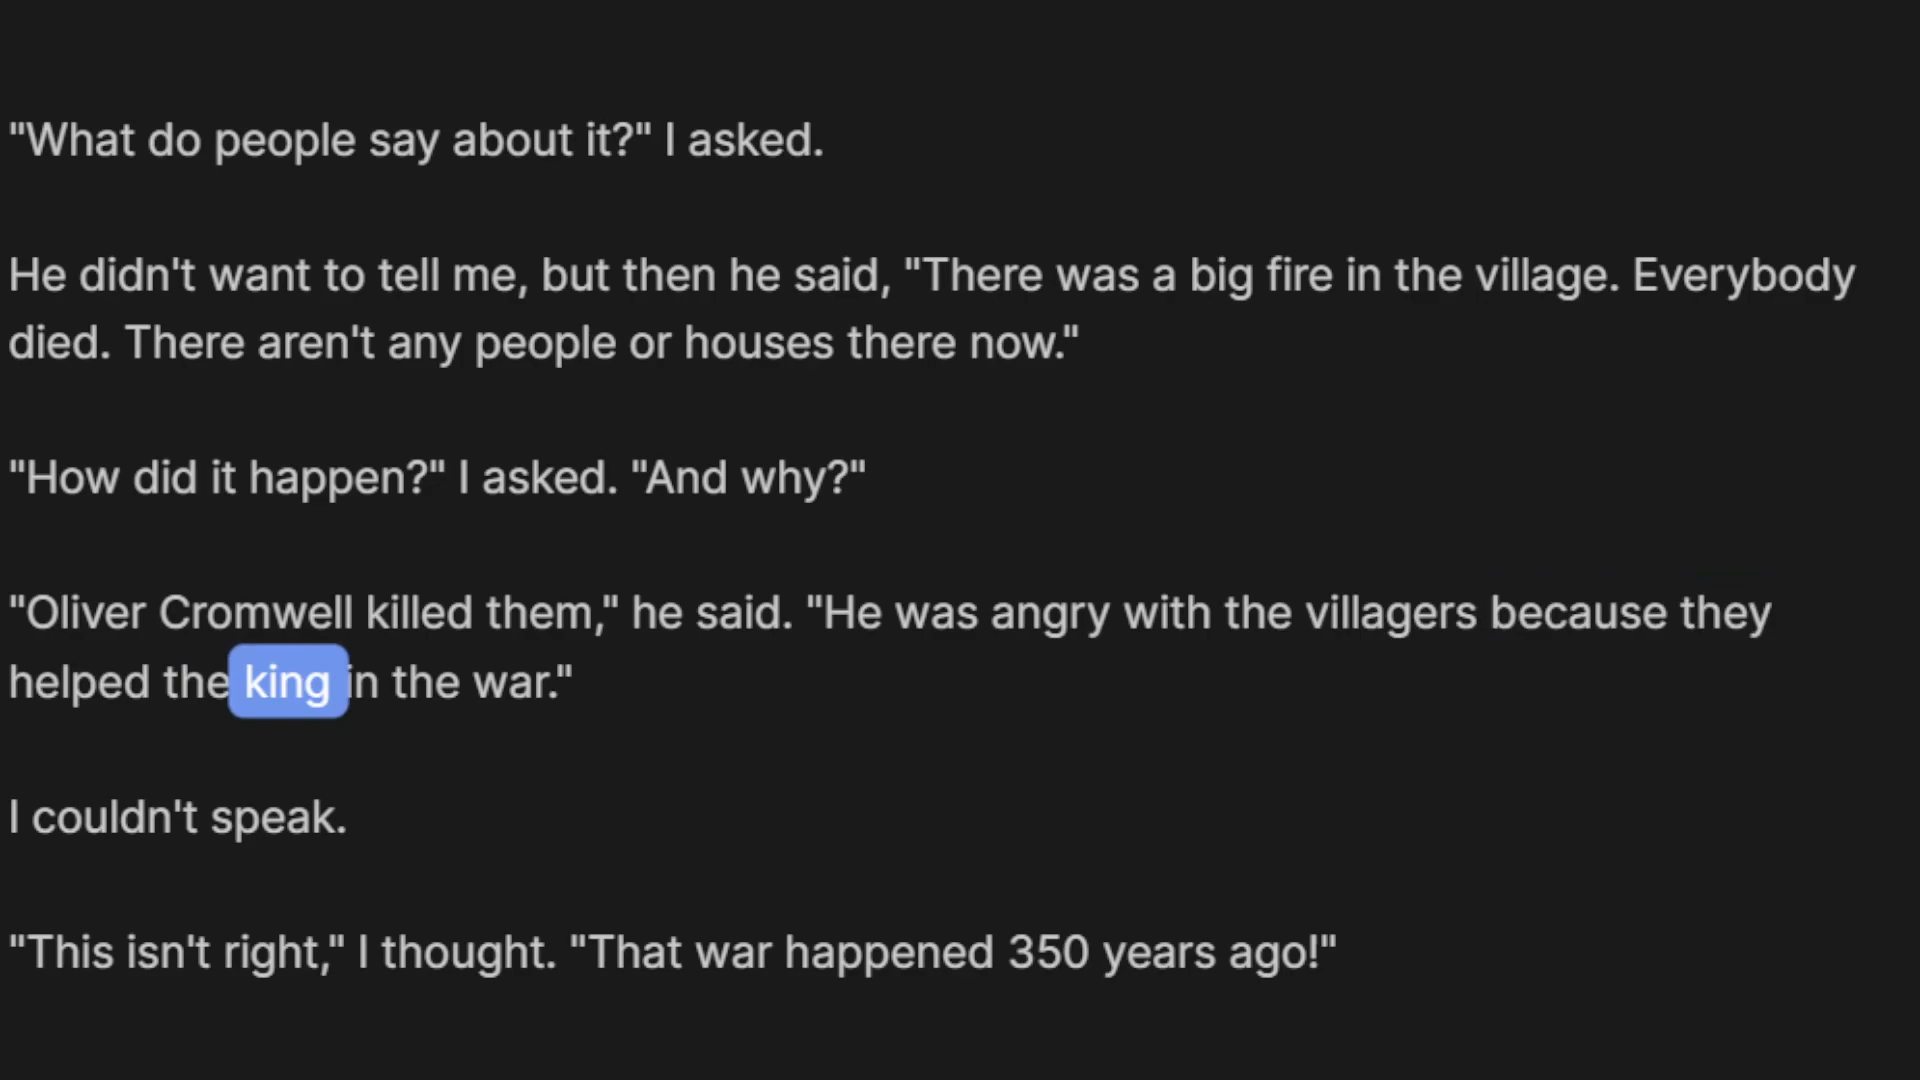 "What do people say about it?" I asked.
He didn't want to tell me, but then he said, "There was a big fire in the village. Everybody
died. There aren't any people or houses there now."
"How did it happen?" I asked. "And why?"
"Oliver Cromwell killed them," he said. "He was angry with the villagers because they
helped the king in the war."
I couldn't speak.
"This isn't right," I thought. "That war happened 350 years ago!"